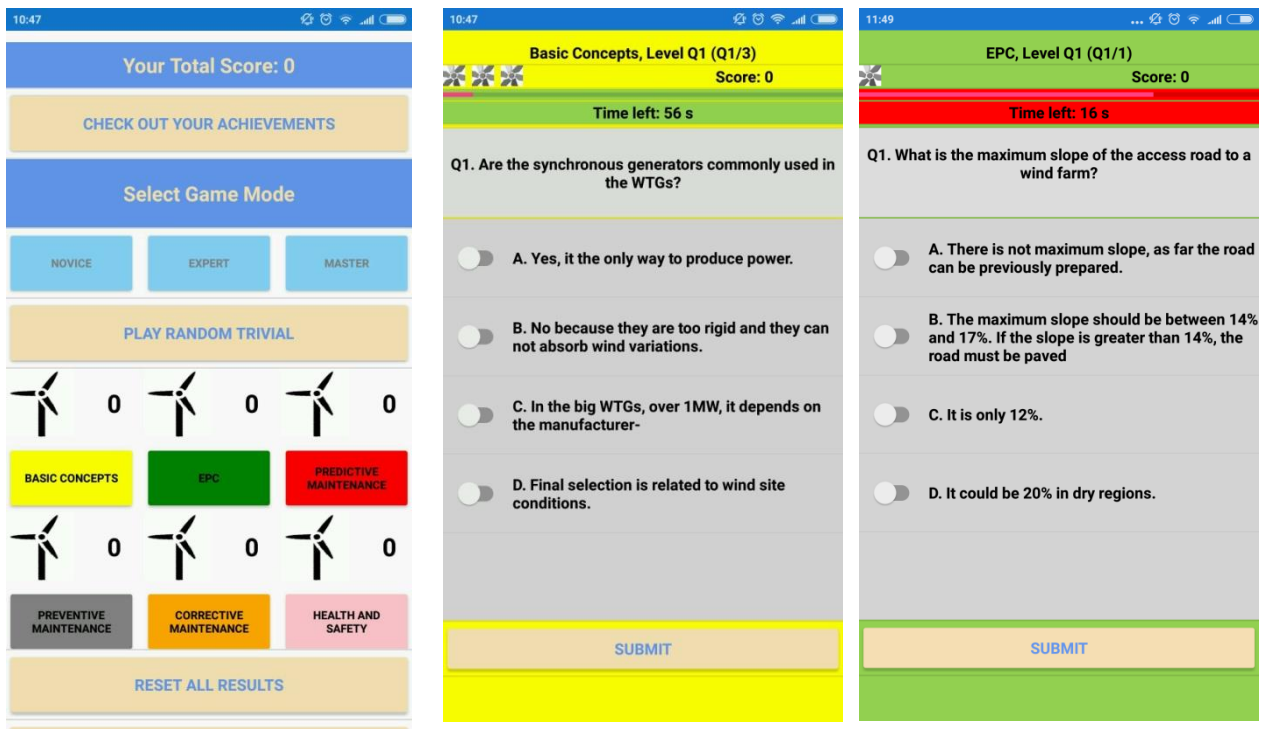 10:47
Your Total Score: 0
CHECK OUT YOUR ACHIEVEMENTS
Select Game Mode
NOVICE EXPERT MASTER
PLAY RANDOM TRIVIAL
0 0 0
BASIC CONCEPTS EPC PREDICTIVE
MAINTENANCE
0 0 0
PREVENTIVE
MAINTENANCE
CORRECTIVE
MAINTENANCE
HEALTH AND
SAFETY
RESET ALL RESULTS
10:47
Basic Concepts, Level Q1 (Q1/3)
Score: 0
Time left: 56 s
Q1. Are the synchronous generators commonly used in
the WTGs?
A. Yes, it the only way to produce power.
B. No because they are too rigid and they can
not absorb wind variations.
C. In the big WTGs, over 1MW, it depends on
the manufacturer-
D. Final selection is related to wind site
conditions.
SUBMIT
11:49 ...
EPC, Level Q1 (Q1/1)
Score: 0
Time left: 16 s
Q1. What is the maximum slope of the access road to a
wind farm?
A. There is not maximum slope, as far the road
can be previously prepared.
B. The maximum slope should be between 14%
and 17%. If the slope is greater than 14%, the
road must be paved
C. It is only 12%.
D. It could be 20% in dry regions.
SUBMIT